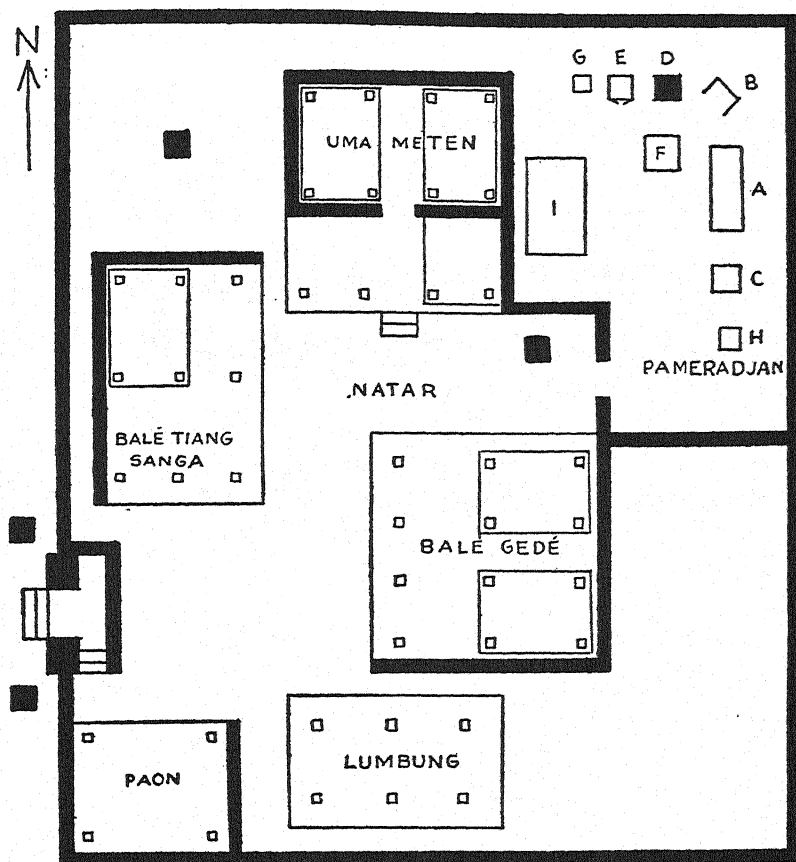 N
G E D
B
UMA METEN
F
I
A
C
H
PAMERADJAN
.NATAR
BALÉ TIANG
SANGA
BALÉ GEDÉ
LUMBUNG
PAON